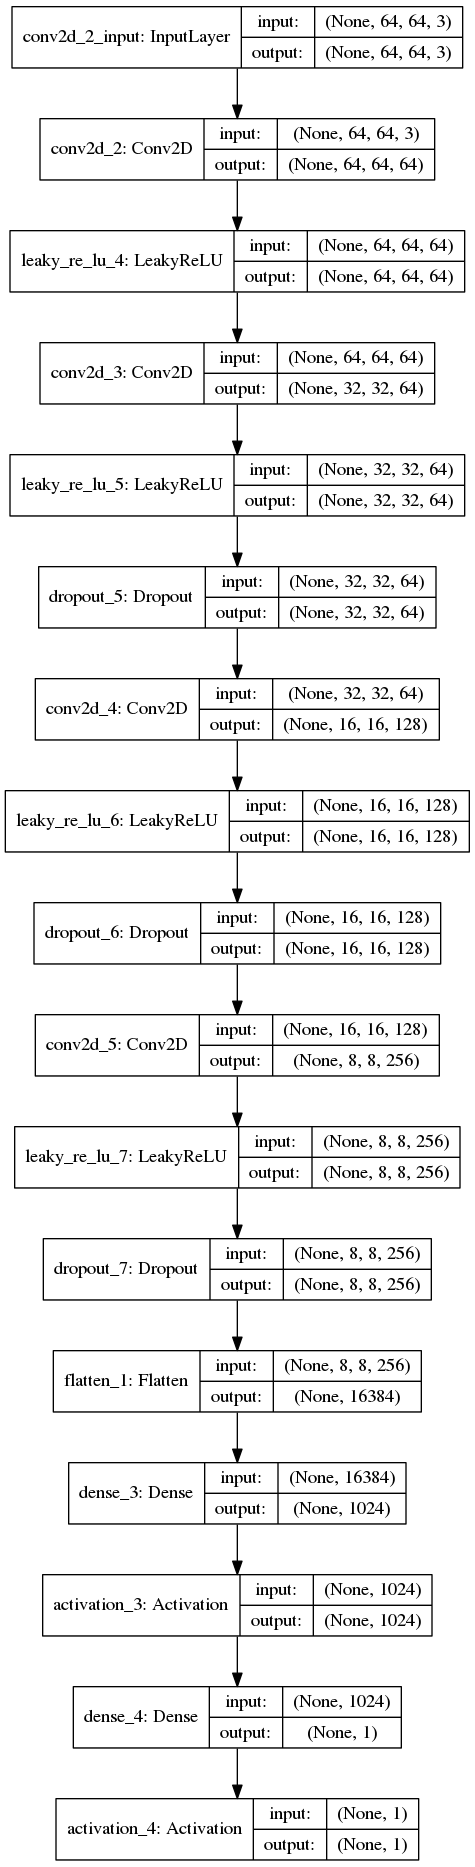 conv2d_2_input: InputLayer
input: (None, 64, 64, 3)
output: (None, 64, 64, 3)
conv2d_2: Conv2D
input: (None, 64, 64, 3)
output: (None, 64, 64, 64)
leaky_re_lu_4: LeakyReLU
input: (None, 64, 64, 64)
output: (None, 64, 64, 64)
conv2d_3: Conv2D
input: (None, 64, 64, 64)
output: (None, 32, 32, 64)
leaky_re_lu_5: LeakyReLU
input: (None, 32, 32, 64)
output: (None, 32, 32, 64)
dropout_5: Dropout
input: (None, 32, 32, 64)
output: (None, 32, 32, 64)
conv2d_4: Conv2D
input: (None, 32, 32, 64)
output: (None, 16, 16, 128)
leaky_re_lu_6: LeakyReLU
input: (None, 16, 16, 128)
output: (None, 16, 16, 128)
dropout_6: Dropout
input: (None, 16, 16, 128)
output: (None, 16, 16, 128)
conv2d_5: Conv2D
input: (None, 16, 16, 128)
output: (None, 8, 8, 256)
leaky_re_lu_7: LeakyReLU
input: (None, 8, 8, 256)
output: (None, 8, 8, 256)
dropout_7: Dropout
input: (None, 8, 8, 256)
output: (None, 8, 8, 256)
flatten_1: Flatten
input: (None, 8, 8, 256)
output: (None, 16384)
dense_3: Dense
input: (None, 16384)
output: (None, 1024)
activation_3: Activation
input: (None, 1024)
output: (None, 1024)
dense_4: Dense
input: (None, 1024)
output: (None, 1)
activation_4: Activation
input: (None, 1)
output: (None, 1)